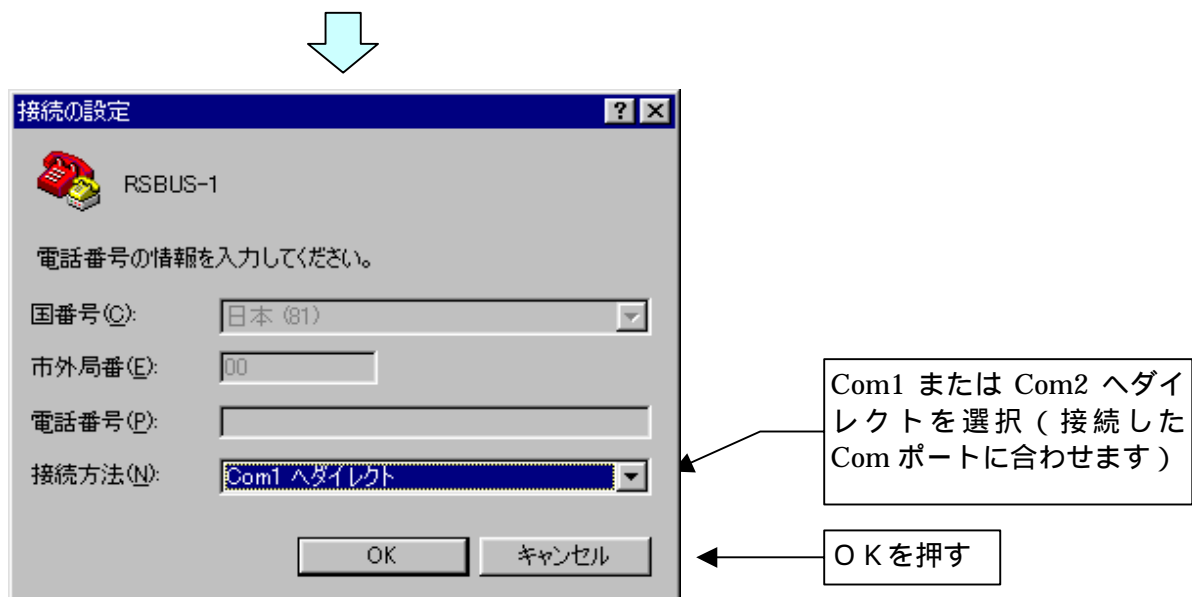 接続の設定
RSBUS-1
電話番号の情報を入力してください。
国番号(C): 日本 (81)
市外局番(E): 00
電話番号(P):
接続方法(N): Com1 へダイレクト
Com1 または Com2 へダイ
レクトを選択(接続した
Com ポートに合わせます)
OK キャンセル
OKを押す